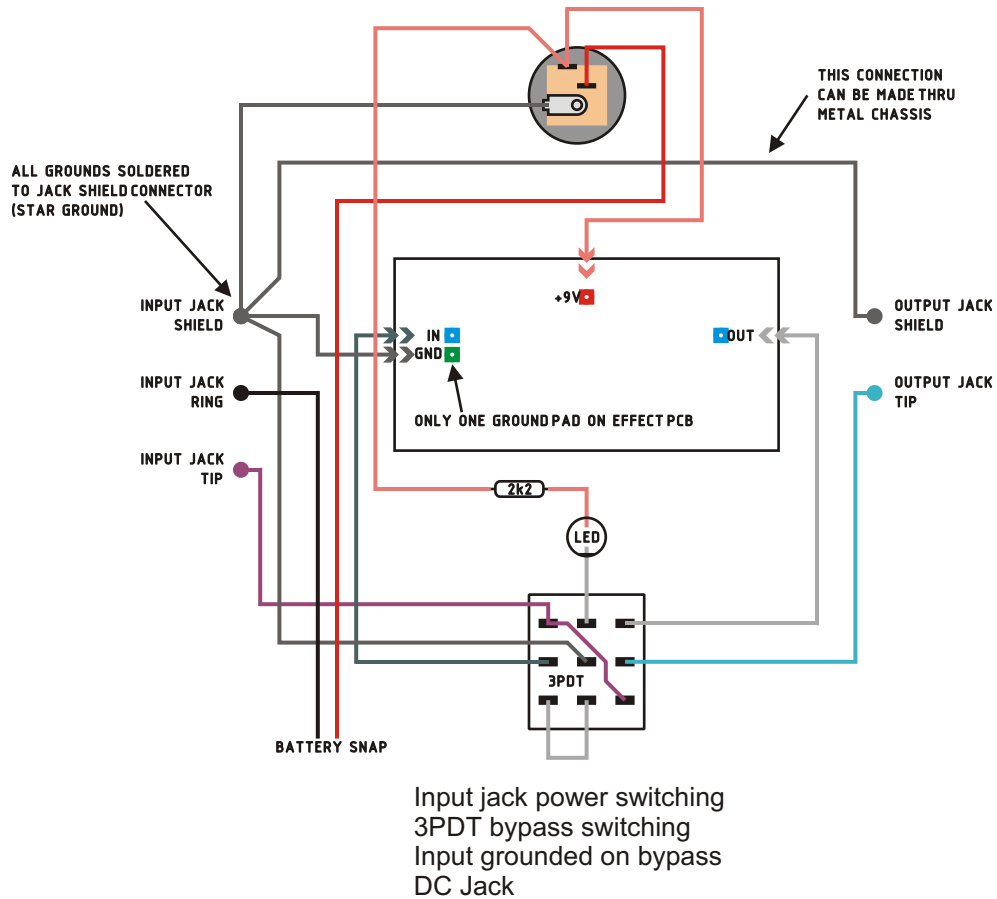 THIS CONNECTION
CAN BE MADE THRU
METAL CHASSIS
ALL GROUNDS SOLDERED
TO JACK SHIELD CONNECTOR
(STAR GROUND)
+9V
INPUT JACK
SHIELD
OUTPUT JACK
SHIELD
IN
OUT
GND
INPUT JACK
RING
OUTPUT JACK
TIP
ONLY ONE GROUND PAD ON EFFECT PCB
INPUT JACK
TIP
2k2
LED
3PDT
BATTERY SNAP
Input jack power switching
3PDT bypass switching
Input grounded on bypass
DC Jack